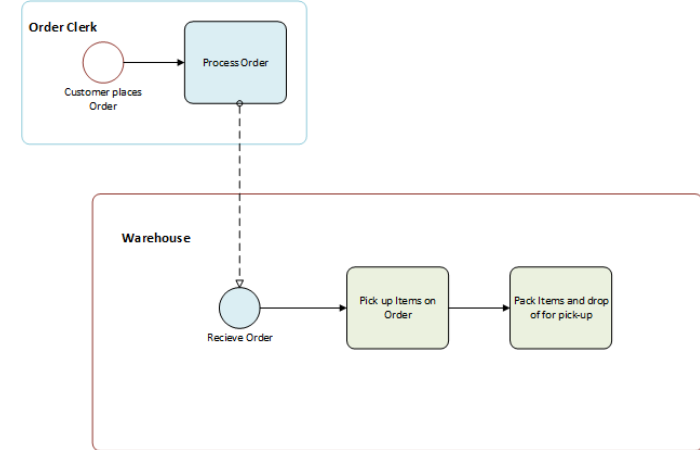 Order Clerk
Process Order
Customer places
Order
Warehouse
Pick up Items on
Order
Pack Items and drop
of for pick-up
Recieve Order